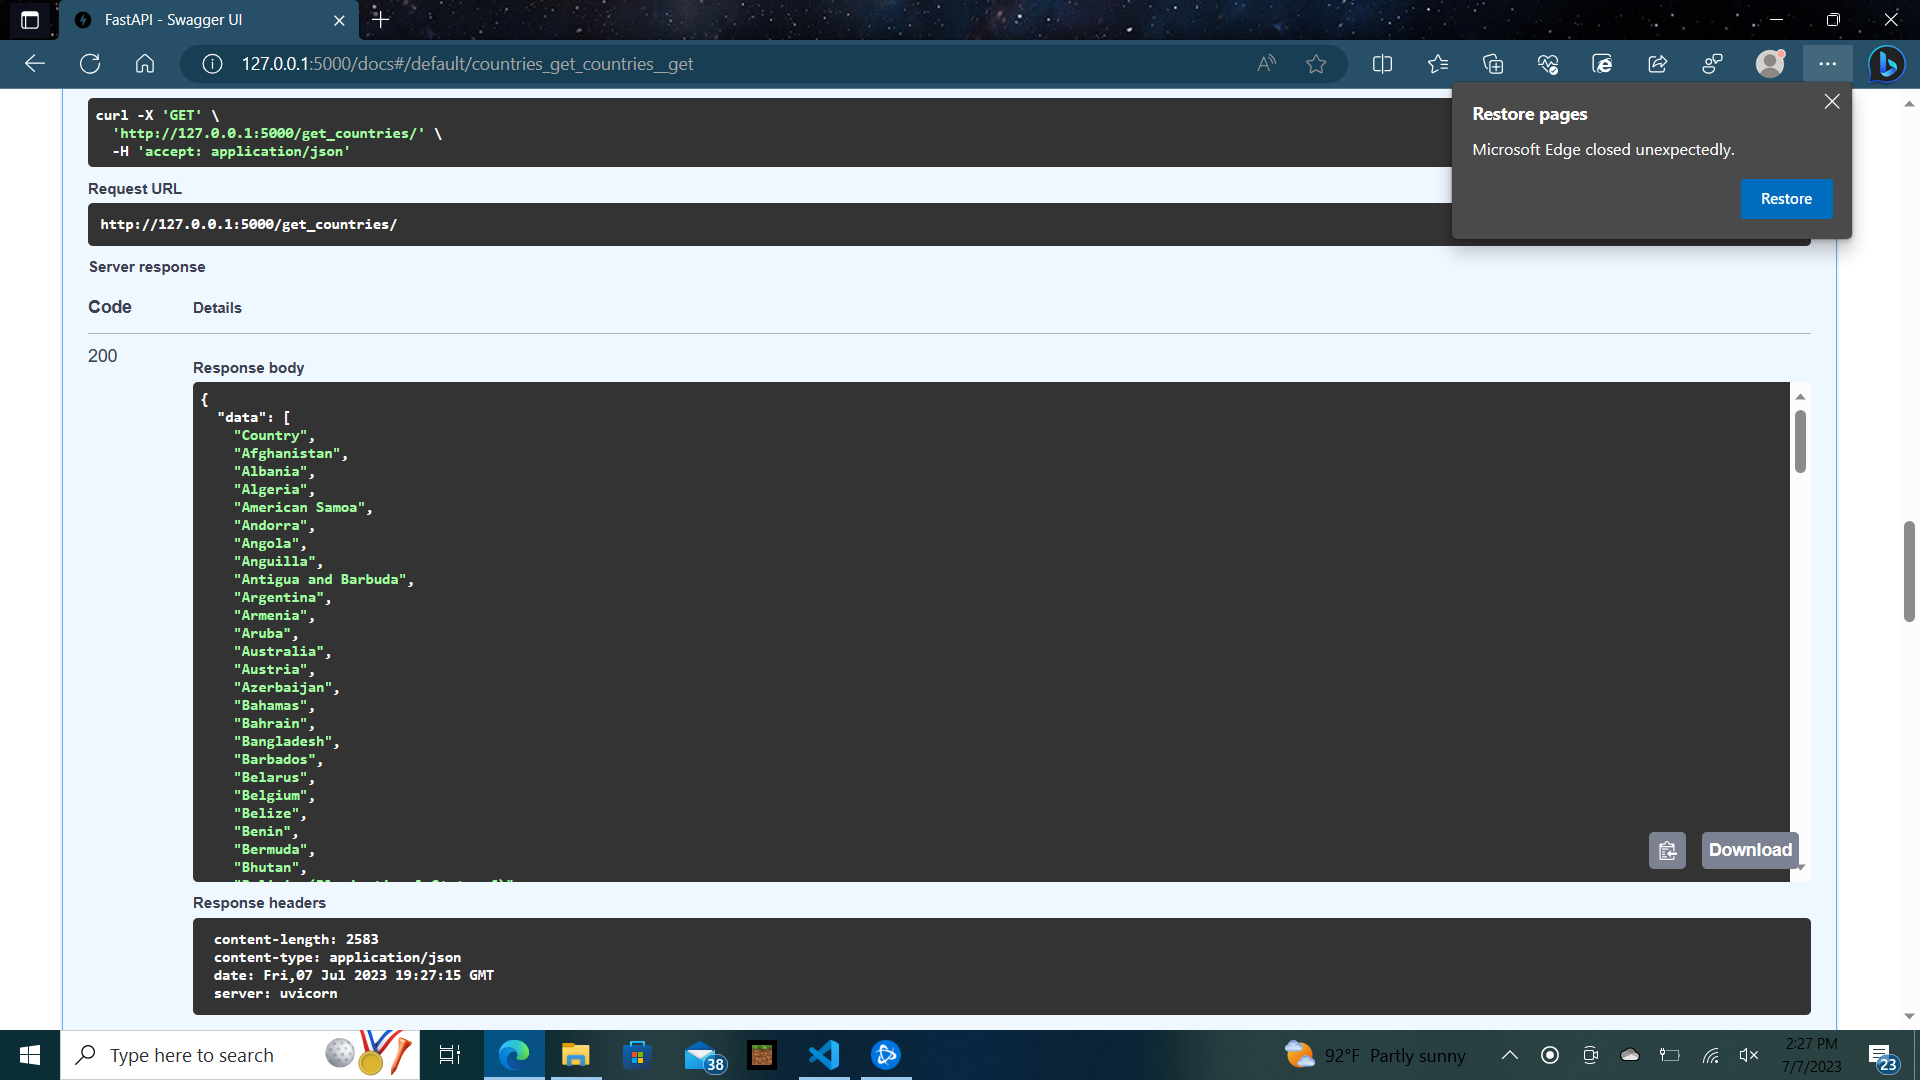 FastAPI - Swagger UI
127.0.0.1:5000/docs#/default/countries_get_countries__get
Restore pages
Microsoft Edge closed unexpectedly.
Restore
curl -X 'GET' \
'http://127.0.0.1:5000/get_countries/' \
-H 'accept: application/json'
Request URL
http://127.0.0.1:5000/get_countries/
Server response
Code Details
200
Response body
{
"data": [
"Country",
"Afghanistan",
"Albania",
"Algeria",
"American Samoa",
"Andorra",
"Angola",
"Anguilla",
"Antigua and Barbuda",
"Argentina",
"Armenia",
"Aruba",
"Australia",
"Austria",
"Azerbaijan",
"Bahamas",
"Bahrain",
"Bangladesh",
"Barbados",
"Belarus",
"Belgium",
"Belize",
"Benin",
"Bermuda",
"Bhutan",
Download
Response headers
content-length: 2583
content-type: application/json
date: Fri,07 Jul 2023 19:27:15 GMT
server: uvicorn
Type here to search
38
92°F Partly sunny
2:27 PM
7/7/2023
23